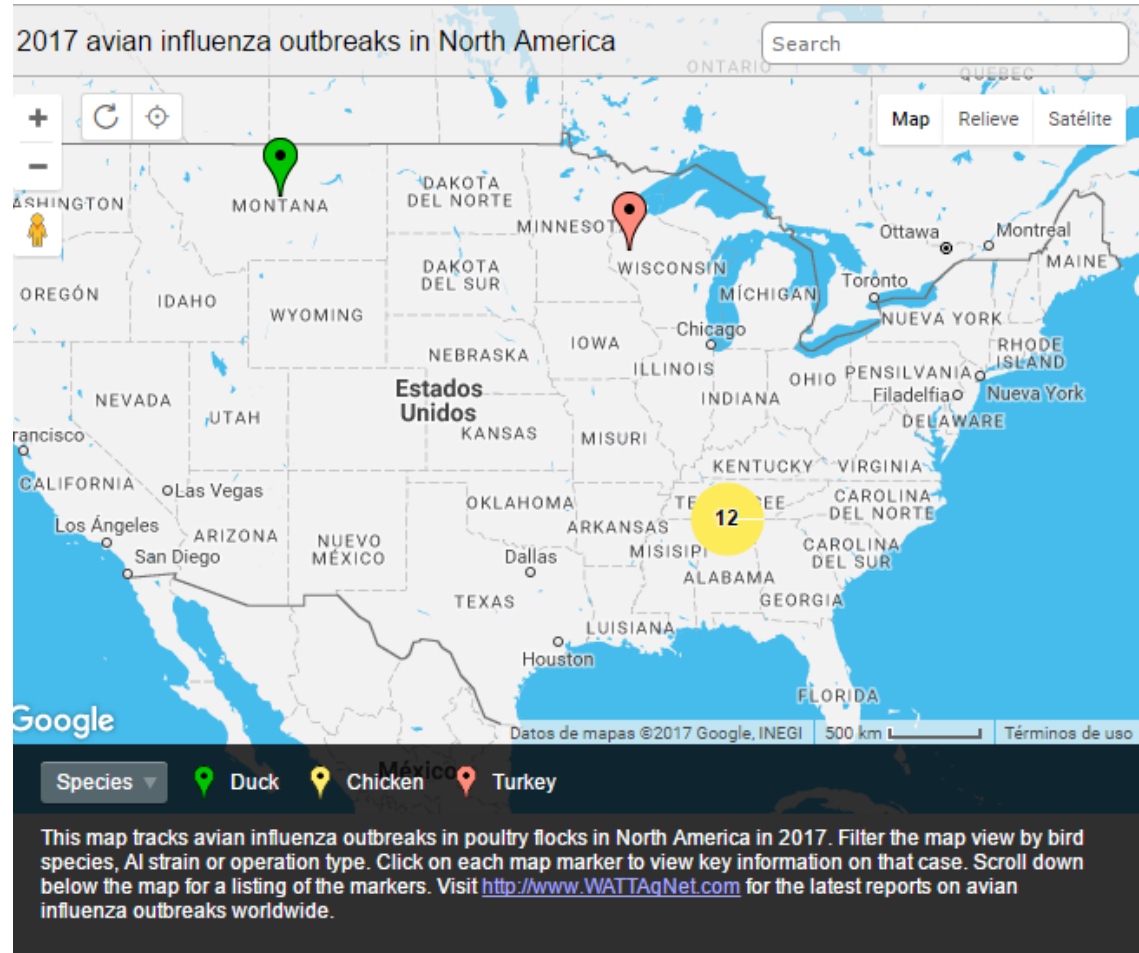 2017 avian influenza outbreaks in North America
Search
ONTARIO
QUEBEC
+
−
Map Relieve Satélite
MONTANA
DAKOTA
DEL NORTE
Ottawa
Montreal
MAINE
DAKOTA
DEL SUR
WISCONSIN
MÍCHIGAN
Toronto
OREGÓN
IDAHO
WYOMING
NUEVA YORK
Chicago
IOWA
NEBRASKA
RHODE
ISLAND
ILLINOIS
OHIO
PENSILVANIA
Estados
Unidos
NEVADA
UTAH
INDIANA
Filadelfia
Nueva York
DELAWARE
KANSAS
MISURI
rancisco
KENTUCKY
VIRGINIA
CALIFORNIA
Las Vegas
OKLAHOMA
12
CAROLINA
DEL NORTE
Los Ángeles
ARIZONA
NUEVO
MÉXICO
ARKANSAS
San Diego
Dallas
MISISIPI
CAROLINA
DEL SUR
ALABAMA
TEXAS
GEORGIA
LUISIANA
Houston
FLORIDA
Google
Datos de mapas ©2017 Google, INEGI
500 km
Términos de uso
México
Species
Duck
Chicken
Turkey
This map tracks avian influenza outbreaks in poultry flocks in North America in 2017. Filter the map view by bird
species, AI strain or operation type. Click on each map marker to view key information on that case. Scroll down
below the map for a listing of the markers. Visit http://www.WATTAgNet.com for the latest reports on avian
influenza outbreaks worldwide.